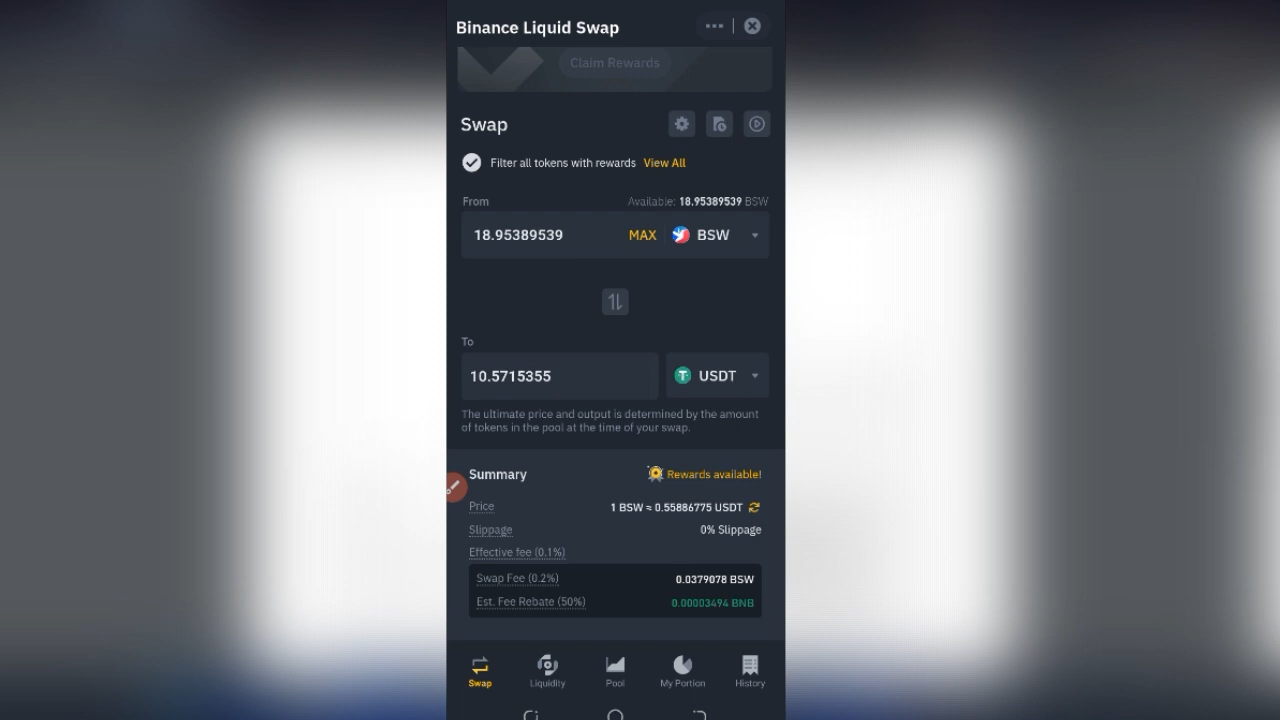 Binance Liquid Swap
Claim Rewards
Swap
Filter all tokens with rewards View All
From Available: 18.95389539 BSW
18.95389539 MAX BSW
To
10.5715355 USDT
The ultimate price and output is determined by the amount
of tokens in the pool at the time of your swap.
Summary Rewards available!
Price 1 BSW ≈ 0.55886775 USDT
Slippage 0% Slippage
Effective fee (0.1%)
Swap Fee (0.2%) 0.0379078 BSW
Est. Fee Rebate (50%) 0.00003494 BNB
Swap Liquidity Pool My Portion History